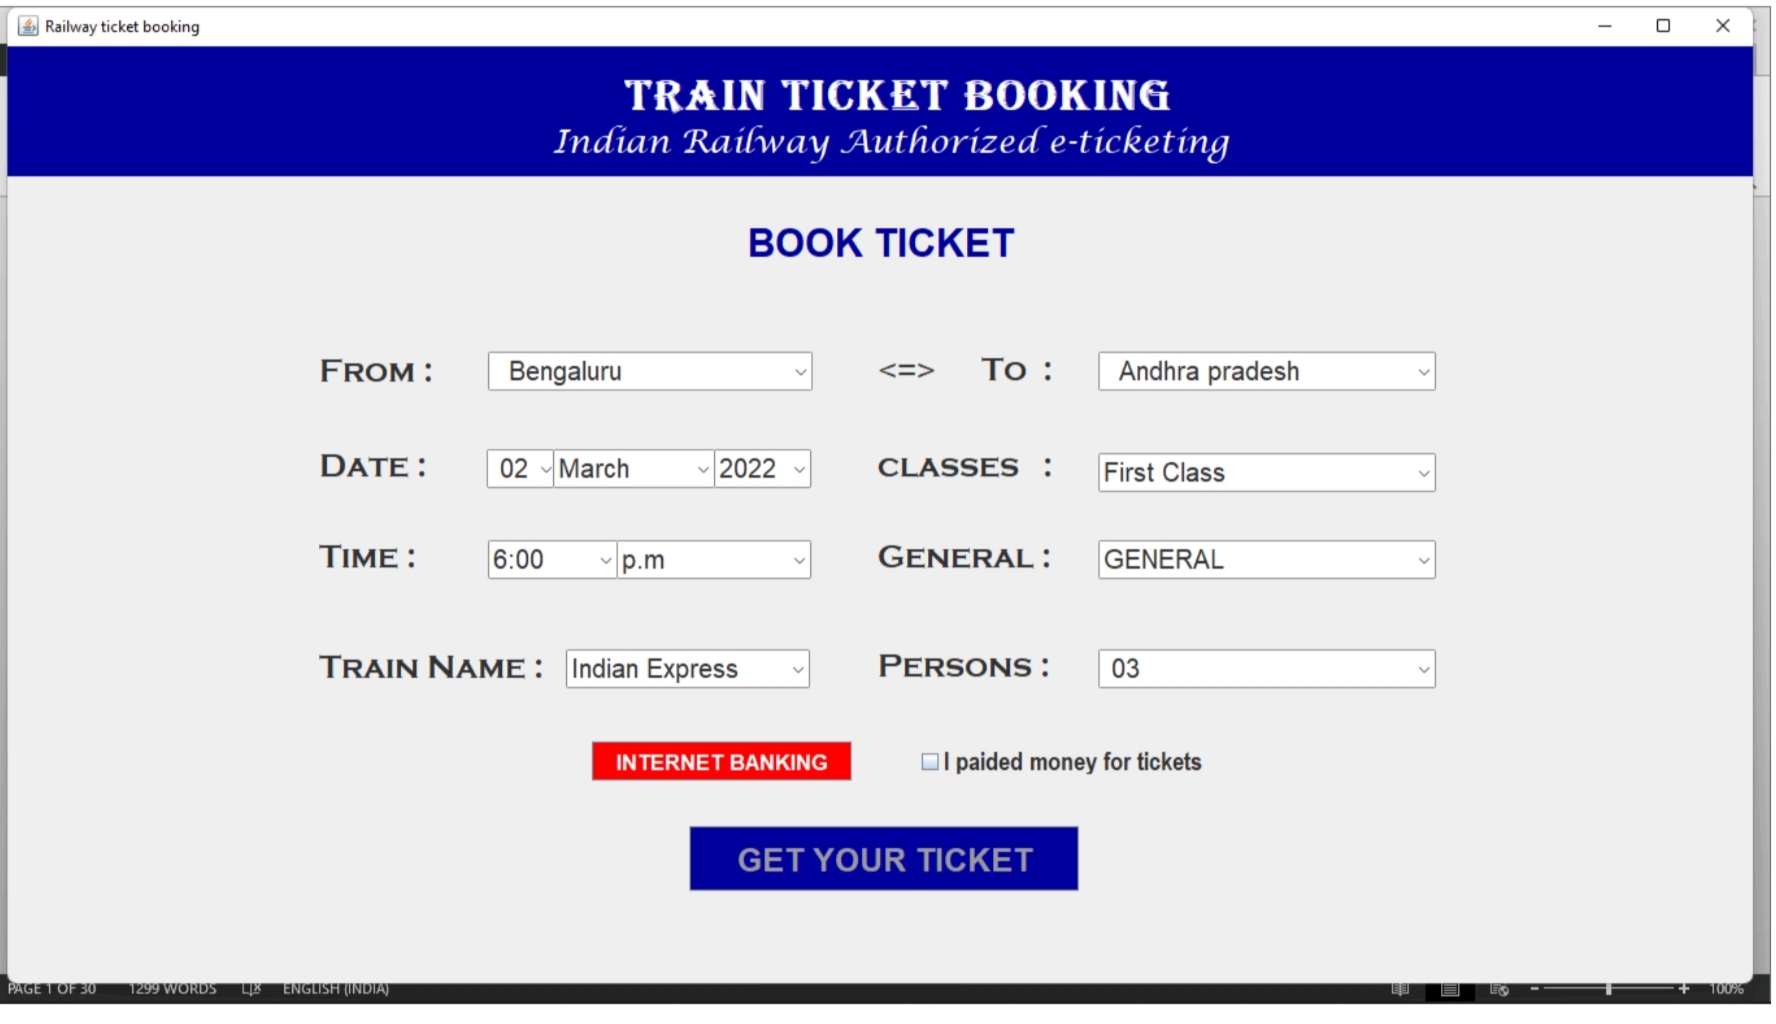 Railway ticket booking
TRAIN TICKET BOOKING
Indian Railway Authorized e-ticketing
BOOK TICKET
FROM : Bengaluru <=> TO : Andhra pradesh
DATE : 02 March 2022 CLASSES : First Class
TIME : 6:00 p.m GENERAL : GENERAL
TRAIN NAME : Indian Express PERSONS : 03
INTERNET BANKING I paided money for tickets
GET YOUR TICKET
PAGE 1 OF 30 1299 WORDS ENGLISH (INDIA) 100%